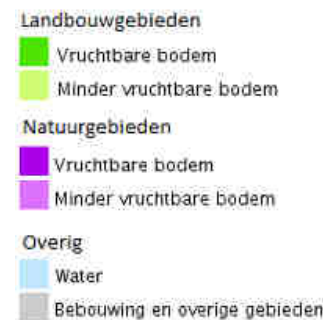 Landbouwgebieden
Vruchtbare bodem
Minder vruchtbare bodem
Natuurgebieden
Vruchtbare bodem
Minder vruchtbare bodem
Overig
Water
Bebouwing en overige gebieden